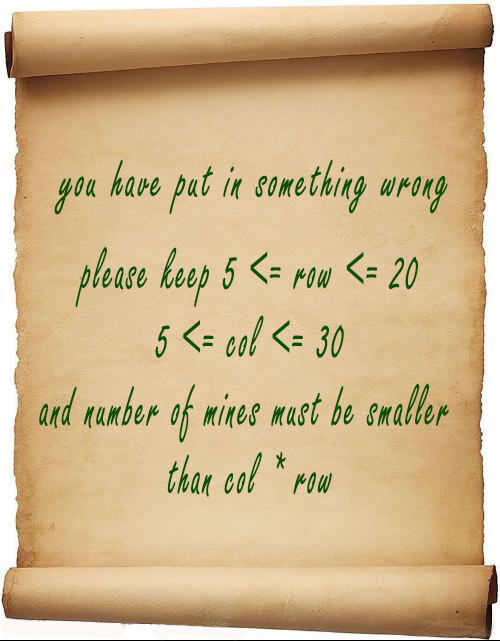 you have put in something wrong
please keep 5 <= row <= 20
5 <= col <= 30
and number of mines must be smaller
than col * row